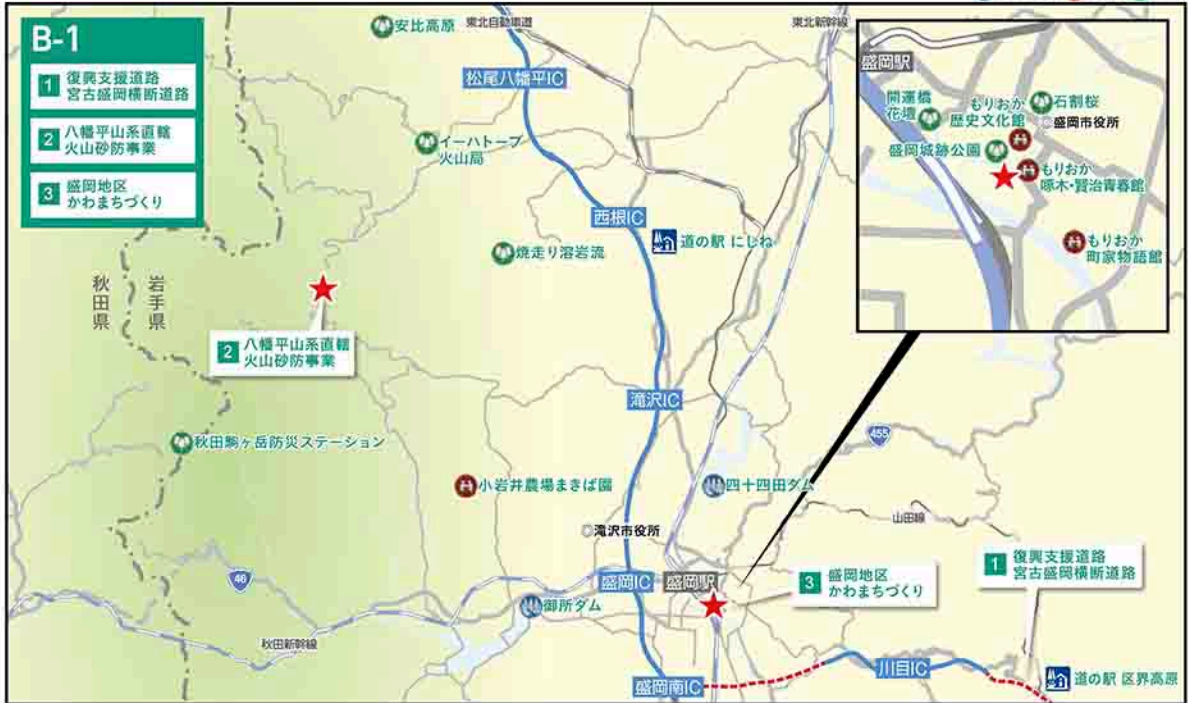 B-1
1 復興支援道路
宮古盛岡横断道路
2 八幡平山系直轄
火山砂防事業
3 盛岡地区
かわまちづくり
安比高原
東北自動車道
東北新幹線
松尾八幡平IC
イーハトーブ
火山局
西根IC
道の駅 にしね
焼走り溶岩流
秋田県
岩手県
2 八幡平山系直轄
火山砂防事業
滝沢IC
455
秋田駒ヶ岳防災ステーション
小岩井農場まきば園
四十四田ダム
滝沢市役所
山田線
46
盛岡IC
盛岡駅
3 盛岡地区
かわまちづくり
1 復興支援道路
宮古盛岡横断道路
御所ダム
秋田新幹線
盛岡南IC
川目IC
道の駅 区界高原
盛岡駅
開運橋
花壇
もりおか
歴史文化館
石割桜
盛岡市役所
盛岡城跡公園
もりおか
啄木・賢治青春館
もりおか
町家物語館